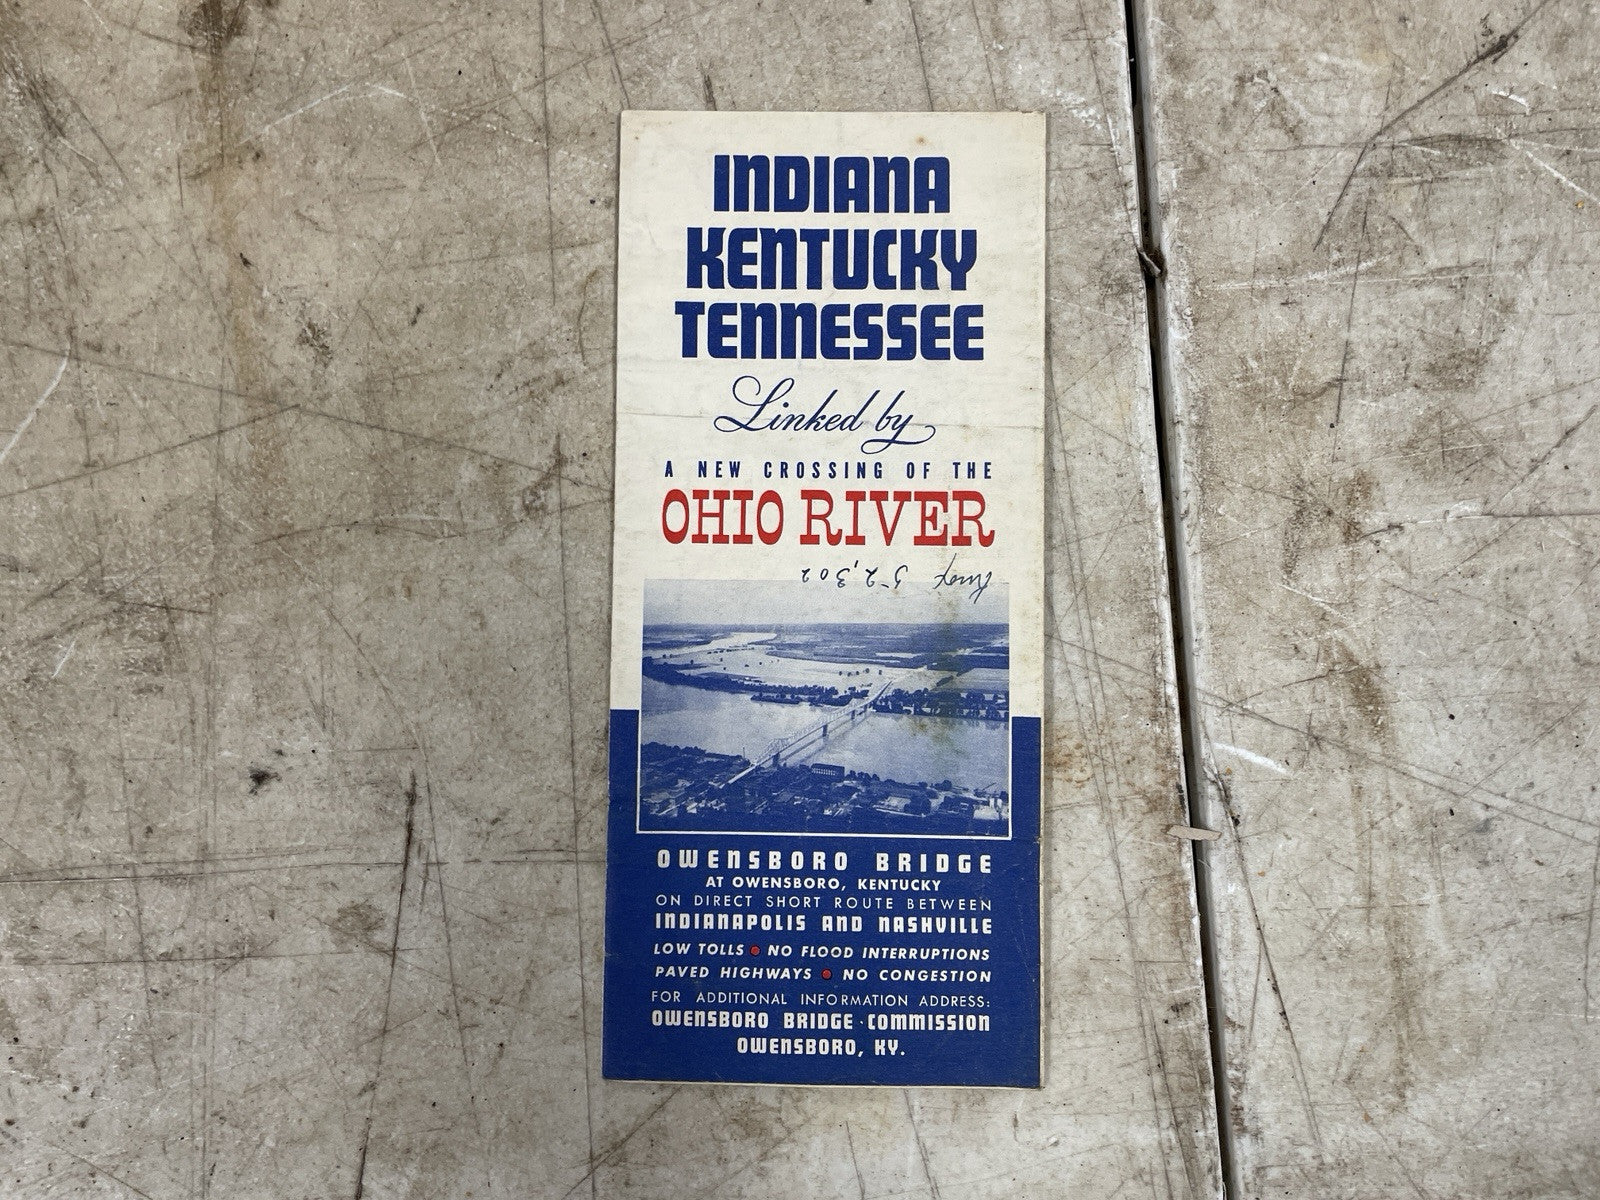 INDIANA
KENTUCKY
TENNESSEE
Linked by
A NEW CROSSING OF THE
OHIO RIVER
52,302
OWENSBORO BRIDGE
AT OWENSBORO, KENTUCKY
ON DIRECT SHORT ROUTE BETWEEN
INDIANAPOLIS AND NASHVILLE
LOW TOLLS • NO FLOOD INTERRUPTIONS
PAVED HIGHWAYS • NO CONGESTION
FOR ADDITIONAL INFORMATION ADDRESS:
OWENSBORO BRIDGE · COMMISSION
OWENSBORO, KY.